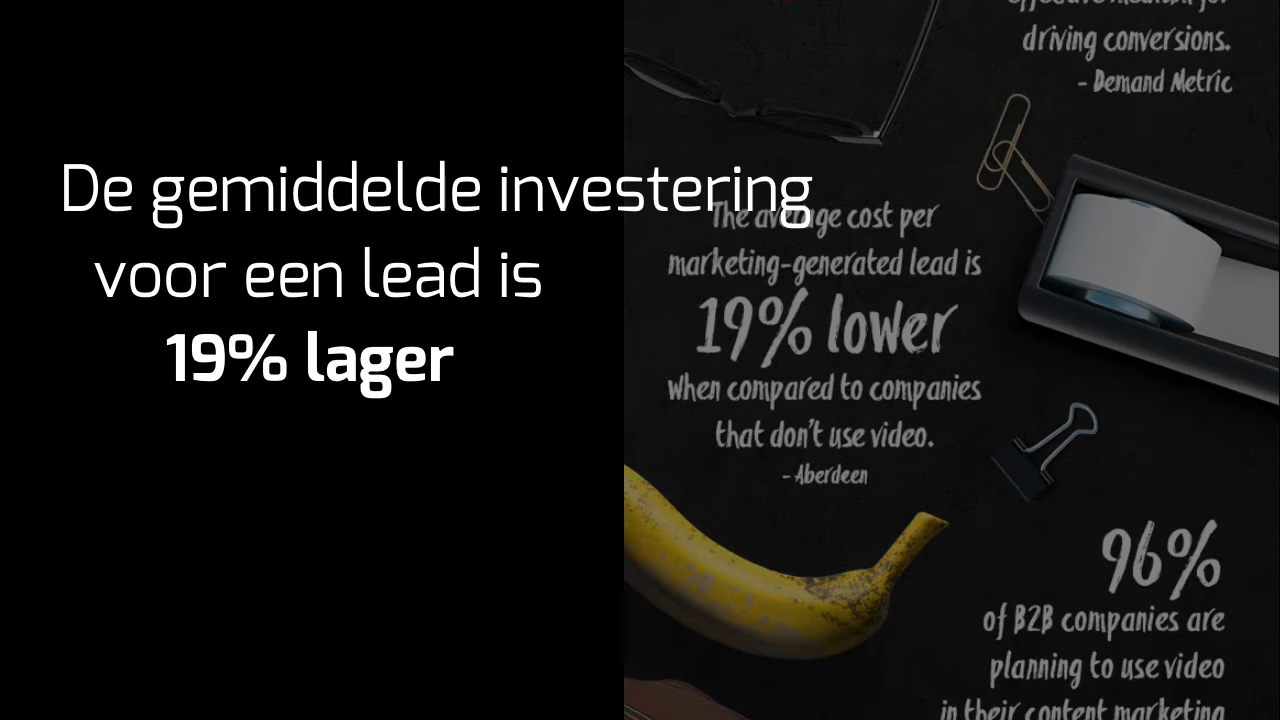 De gemiddelde investering
voor een lead is
19% lager
driving conversions.
- Demand Metric
The average cost per
marketing-generated lead is
19% lower
when compared to companies
that don't use video.
- Aberdeen
96%
of B2B companies are
planning to use video
in their content marketing